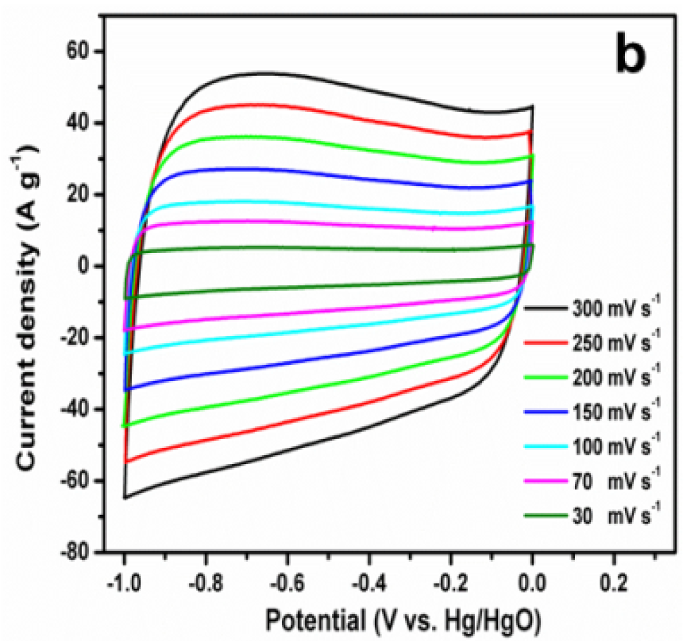 b
60
40
20
0
-20
-40
-60
-80
Current density (A g⁻¹)
300 mV s⁻¹
250 mV s⁻¹
200 mV s⁻¹
150 mV s⁻¹
100 mV s⁻¹
70 mV s⁻¹
30 mV s⁻¹
-1.0 -0.8 -0.6 -0.4 -0.2 0.0 0.2
Potential (V vs. Hg/HgO)